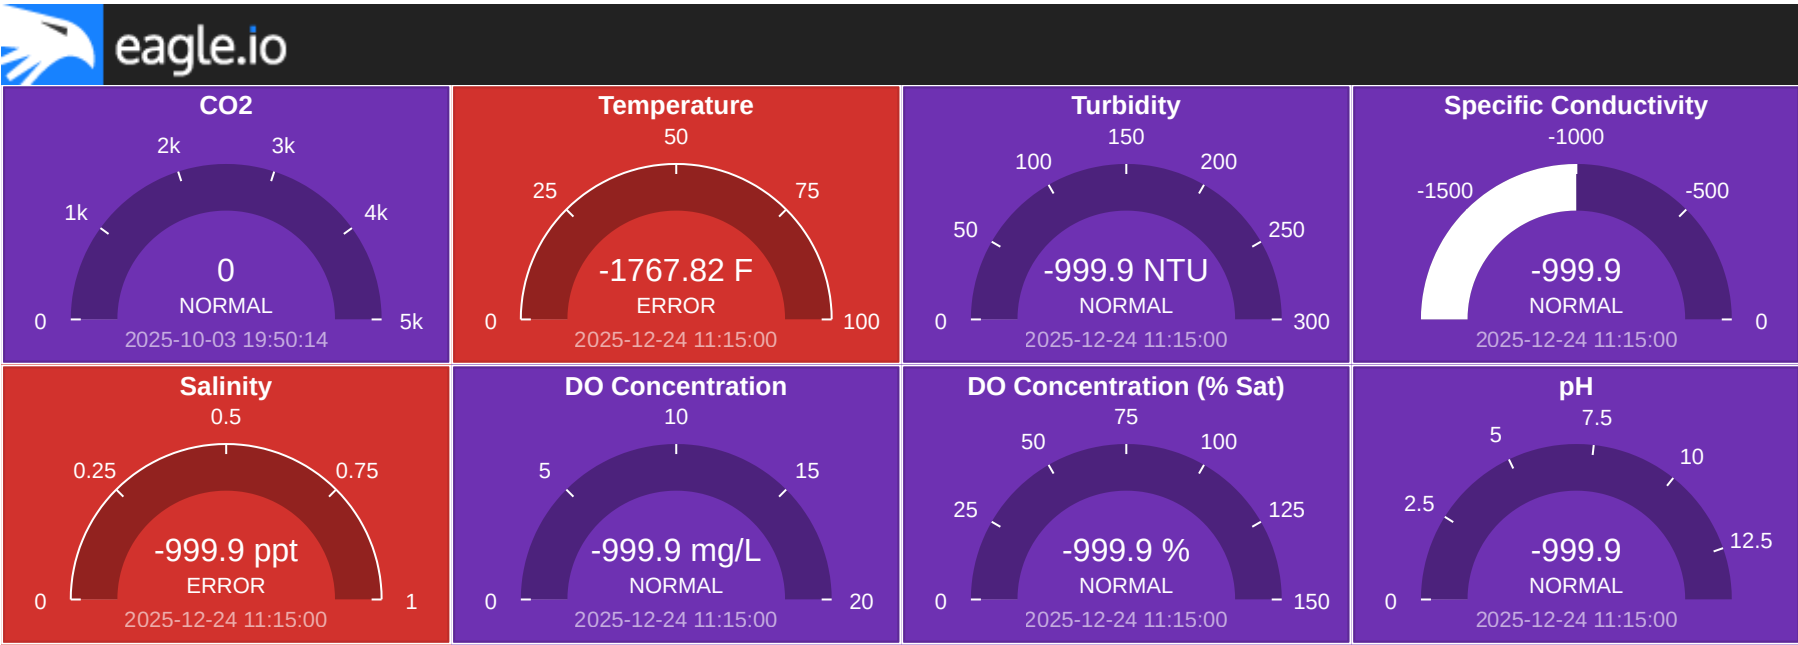 eagle.io
CO2
2k 3k
1k 4k
0
NORMAL
0 5k
2025-10-03 19:50:14
Temperature
50
25 75
-1767.82 F
ERROR
0 100
2025-12-24 11:15:00
Turbidity
150
100 200
50 250
-999.9 NTU
NORMAL
0 300
2025-12-24 11:15:00
Specific Conductivity
-1000
-1500 -500
-999.9
NORMAL
0
2025-12-24 11:15:00
Salinity
0.5
0.25 0.75
-999.9 ppt
ERROR
0 1
2025-12-24 11:15:00
DO Concentration
10
5 15
-999.9 mg/L
NORMAL
0 20
2025-12-24 11:15:00
DO Concentration (% Sat)
75
50 100
25 125
-999.9 %
NORMAL
0 150
2025-12-24 11:15:00
pH
7.5
5 10
2.5 12.5
-999.9
NORMAL
0
2025-12-24 11:15:00